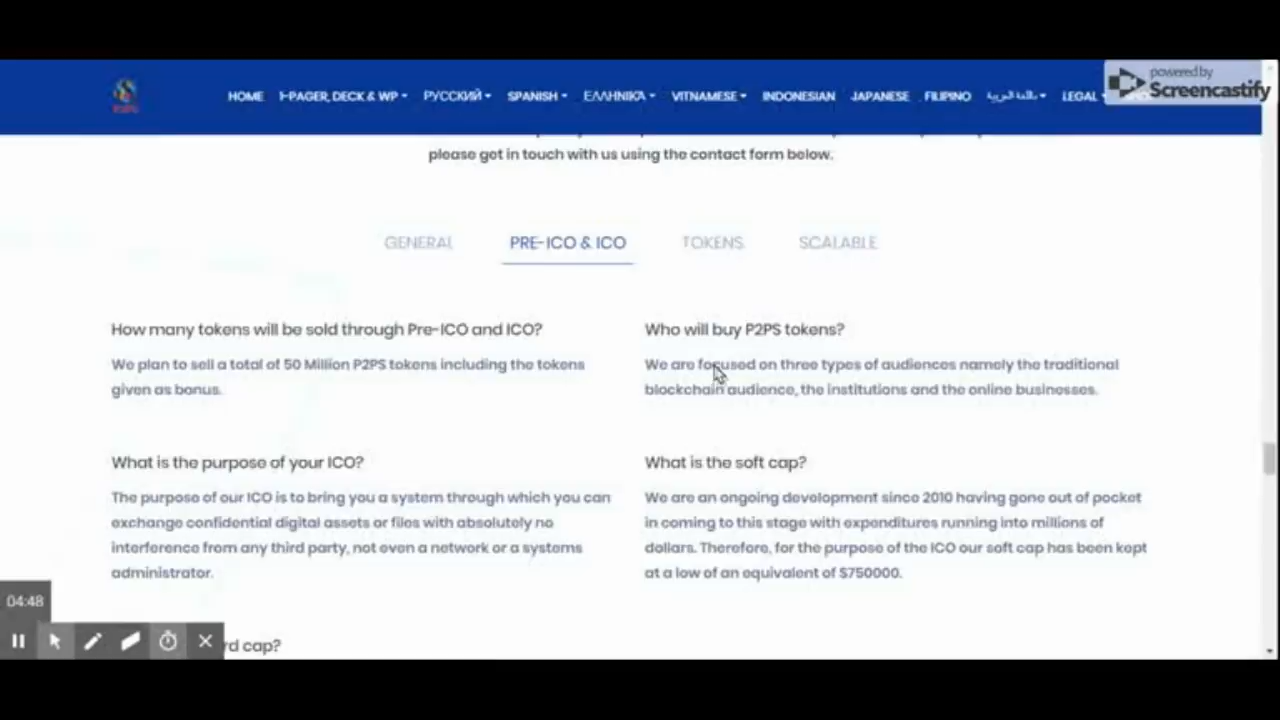 powered by
Screencastify
HOME 1-PAGER, DECK & WP РУССКИЙ SPANISH ΕΛΛΗΝΙΚΆ VITNAMESE INDONESIAN JAPANESE FILIPINO باللغة العربية LEGAL
please get in touch with us using the contact form below.
GENERAL PRE-ICO & ICO TOKENS SCALABLE
How many tokens will be sold through Pre-ICO and ICO?
We plan to sell a total of 50 Million P2PS tokens including the tokens
given as bonus.
Who will buy P2PS tokens?
We are focused on three types of audiences namely the traditional
blockchain audience, the institutions and the online businesses.
What is the purpose of your ICO?
The purpose of our ICO is to bring you a system through which you can
exchange confidential digital assets or files with absolutely no
interference from any third party, not even a network or a systems
administrator.
What is the soft cap?
We are an ongoing development since 2010 having gone out of pocket
in coming to this stage with expenditures running into millions of
dollars. Therefore, for the purpose of the ICO our soft cap has been kept
at a low of an equivalent of $750000.
04:48
rd cap?